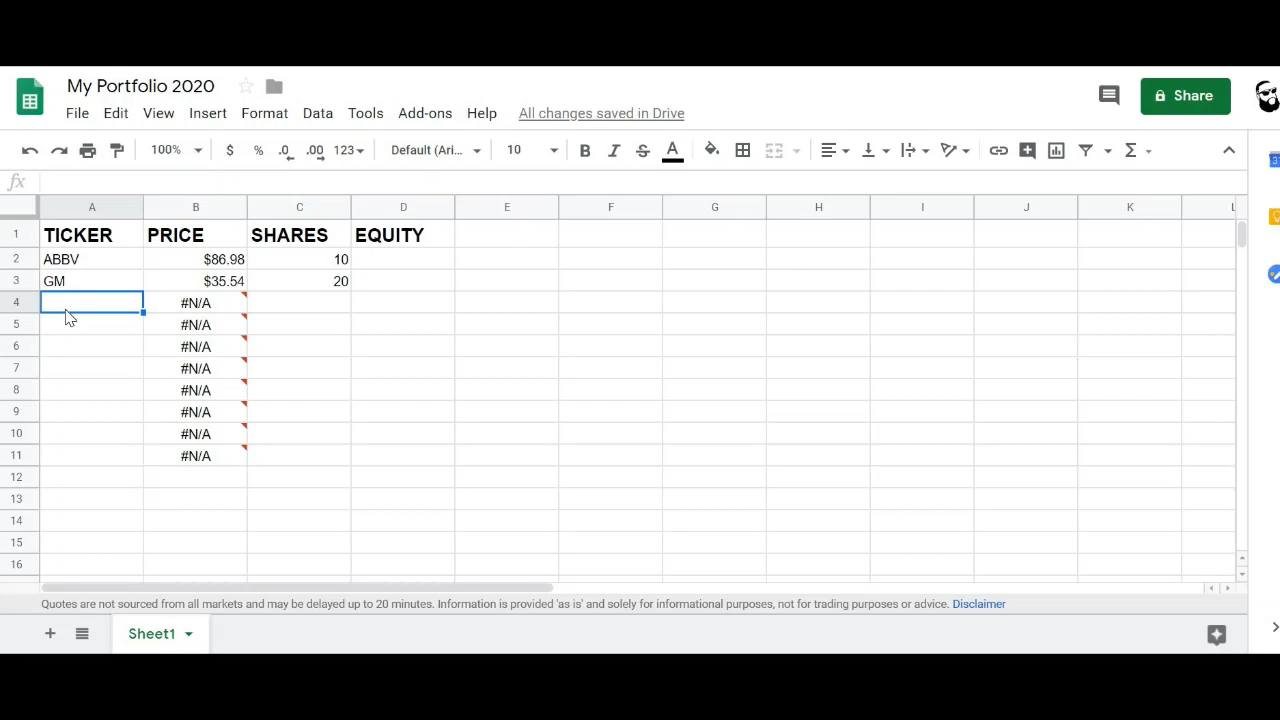 My Portfolio 2020
File Edit View Insert Format Data Tools Add-ons Help All changes saved in Drive
Share
100% $ % .0 .00 123 Default (Ari... 10 B I S A Σ
fx
A B C D E F G H I J K L
1 TICKER PRICE SHARES EQUITY
2 ABBV $86.98 10
3 GM $35.54 20
4 #N/A
5 #N/A
6 #N/A
7 #N/A
8 #N/A
9 #N/A
10 #N/A
11 #N/A
12
13
14
15
16
Quotes are not sourced from all markets and may be delayed up to 20 minutes. Information is provided 'as is' and solely for informational purposes, not for trading purposes or advice. Disclaimer
+ Sheet1